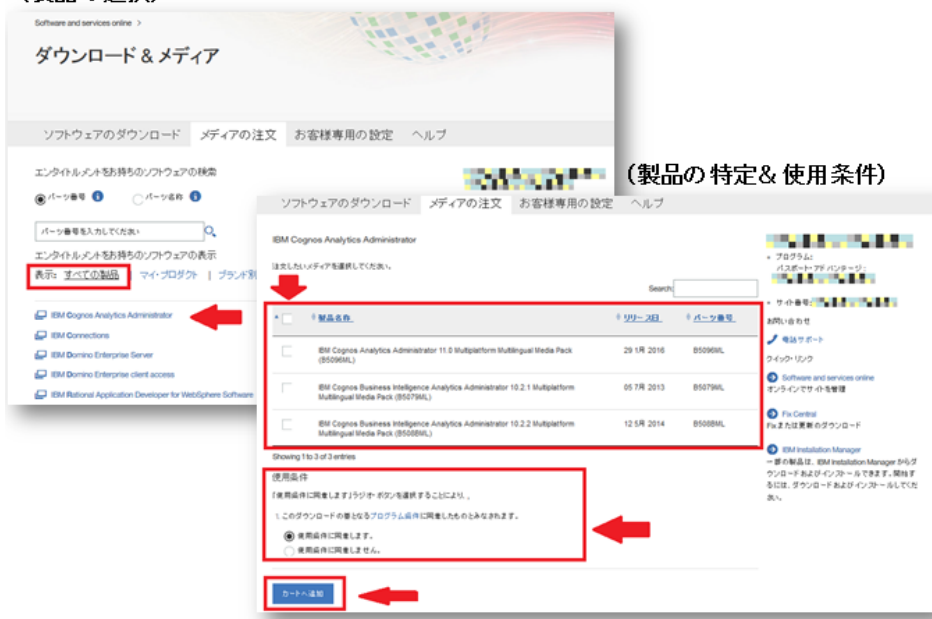 （製品の選択）
Software and services online >
ダウンロード & メディア
ソフトウェアのダウンロード メディアの注文 お客様専用の設定 ヘルプ
エンタイトルメントをお持ちのソフトウェアの検索
パーツ番号 パーツ名称
パーツ番号を入力してください
エンタイトルメントをお持ちのソフトウェアの表示
表示: すべての製品 | マイ・プロダクト | ブランド別
IBM Cognos Analytics Administrator
IBM Connections
IBM Domino Enterprise Server
IBM Domino Enterprise client access
IBM Rational Application Developer for WebSphere Software
（製品の特定& 使用条件）
ソフトウェアのダウンロード メディアの注文 お客様専用の設定 ヘルプ
IBM Cognos Analytics Administrator
注文したいメディアを選択してください。
Search:
* 製品名称 リリース日 パーツ番号
IBM Cognos Analytics Administrator 11.0 Multiplatform Multilingual Media Pack (B5096ML) 29 1月 2016 B5096ML
IBM Cognos Business Intelligence Analytics Administrator 10.2.1 Multiplatform Multilingual Media Pack (B5079ML) 05 7月 2013 B5079ML
IBM Cognos Business Intelligence Analytics Administrator 10.2.2 Multiplatform Multilingual Media Pack (B508BML) 12 5月 2014 B508BML
Showing 1 to 3 of 3 entries
使用条件
「使用条件に同意します」ラジオ・ボタンを選択することにより、,
1. このダウンロードの要となるプログラム条件に同意したものとみなされます。
使用条件に同意します。
使用条件に同意しません。
カートへ追加
プログラム:
パスポート・アドバンテージ:
サイト番号:
お問い合わせ
電話サポート
クイック・リンク
Software and services online
オンラインでサイトを管理
Fix Central
Fixまたは更新のダウンロード
IBM Installation Manager
一部の製品は、IBM Installation Manager からダ
ウンロードおよびインストールできます。開始す
るには、ダウンロードおよびインストールしてくだ
さい。